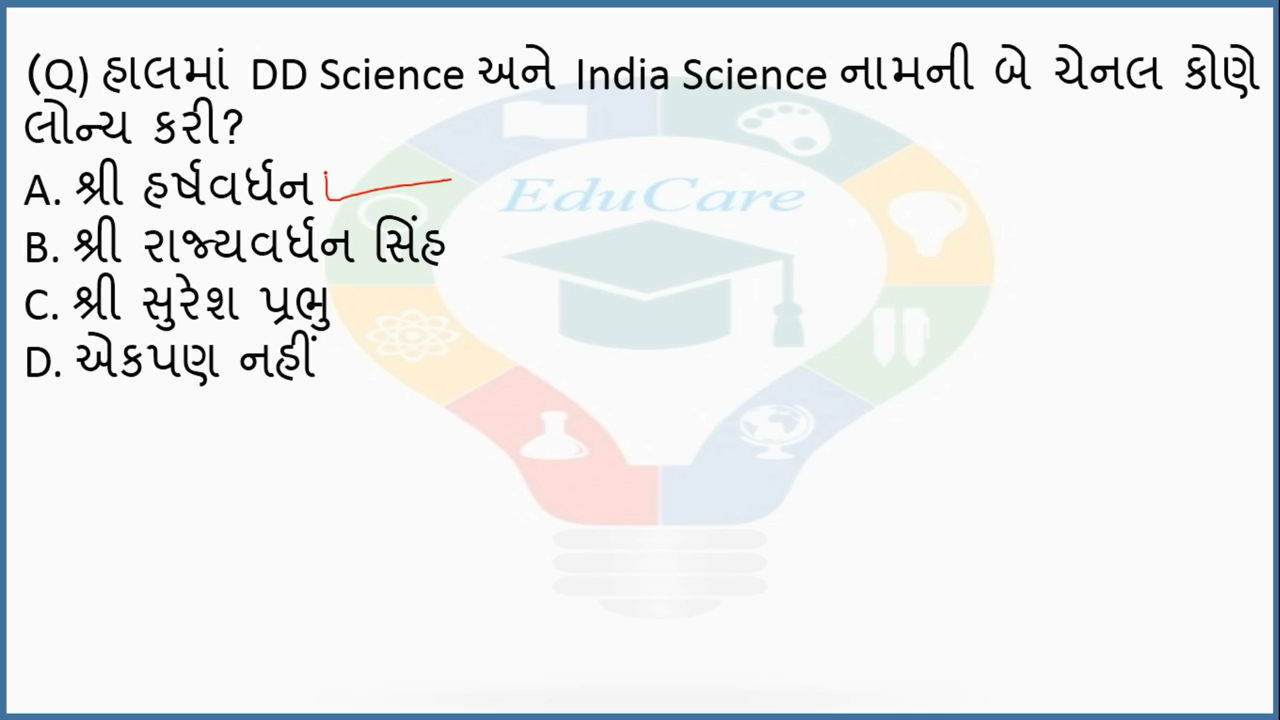 (Q) હાલમાં DD Science અને India Science નામની બે ચેનલ કોણે
લોન્ચ કરી?
A. શ્રી હર્ષવર્ધન
B. શ્રી રાજ્યવર્ધન સિંહ
C. શ્રી સુરેશ પ્રભુ
D. એકપણ નહીં
EduCare